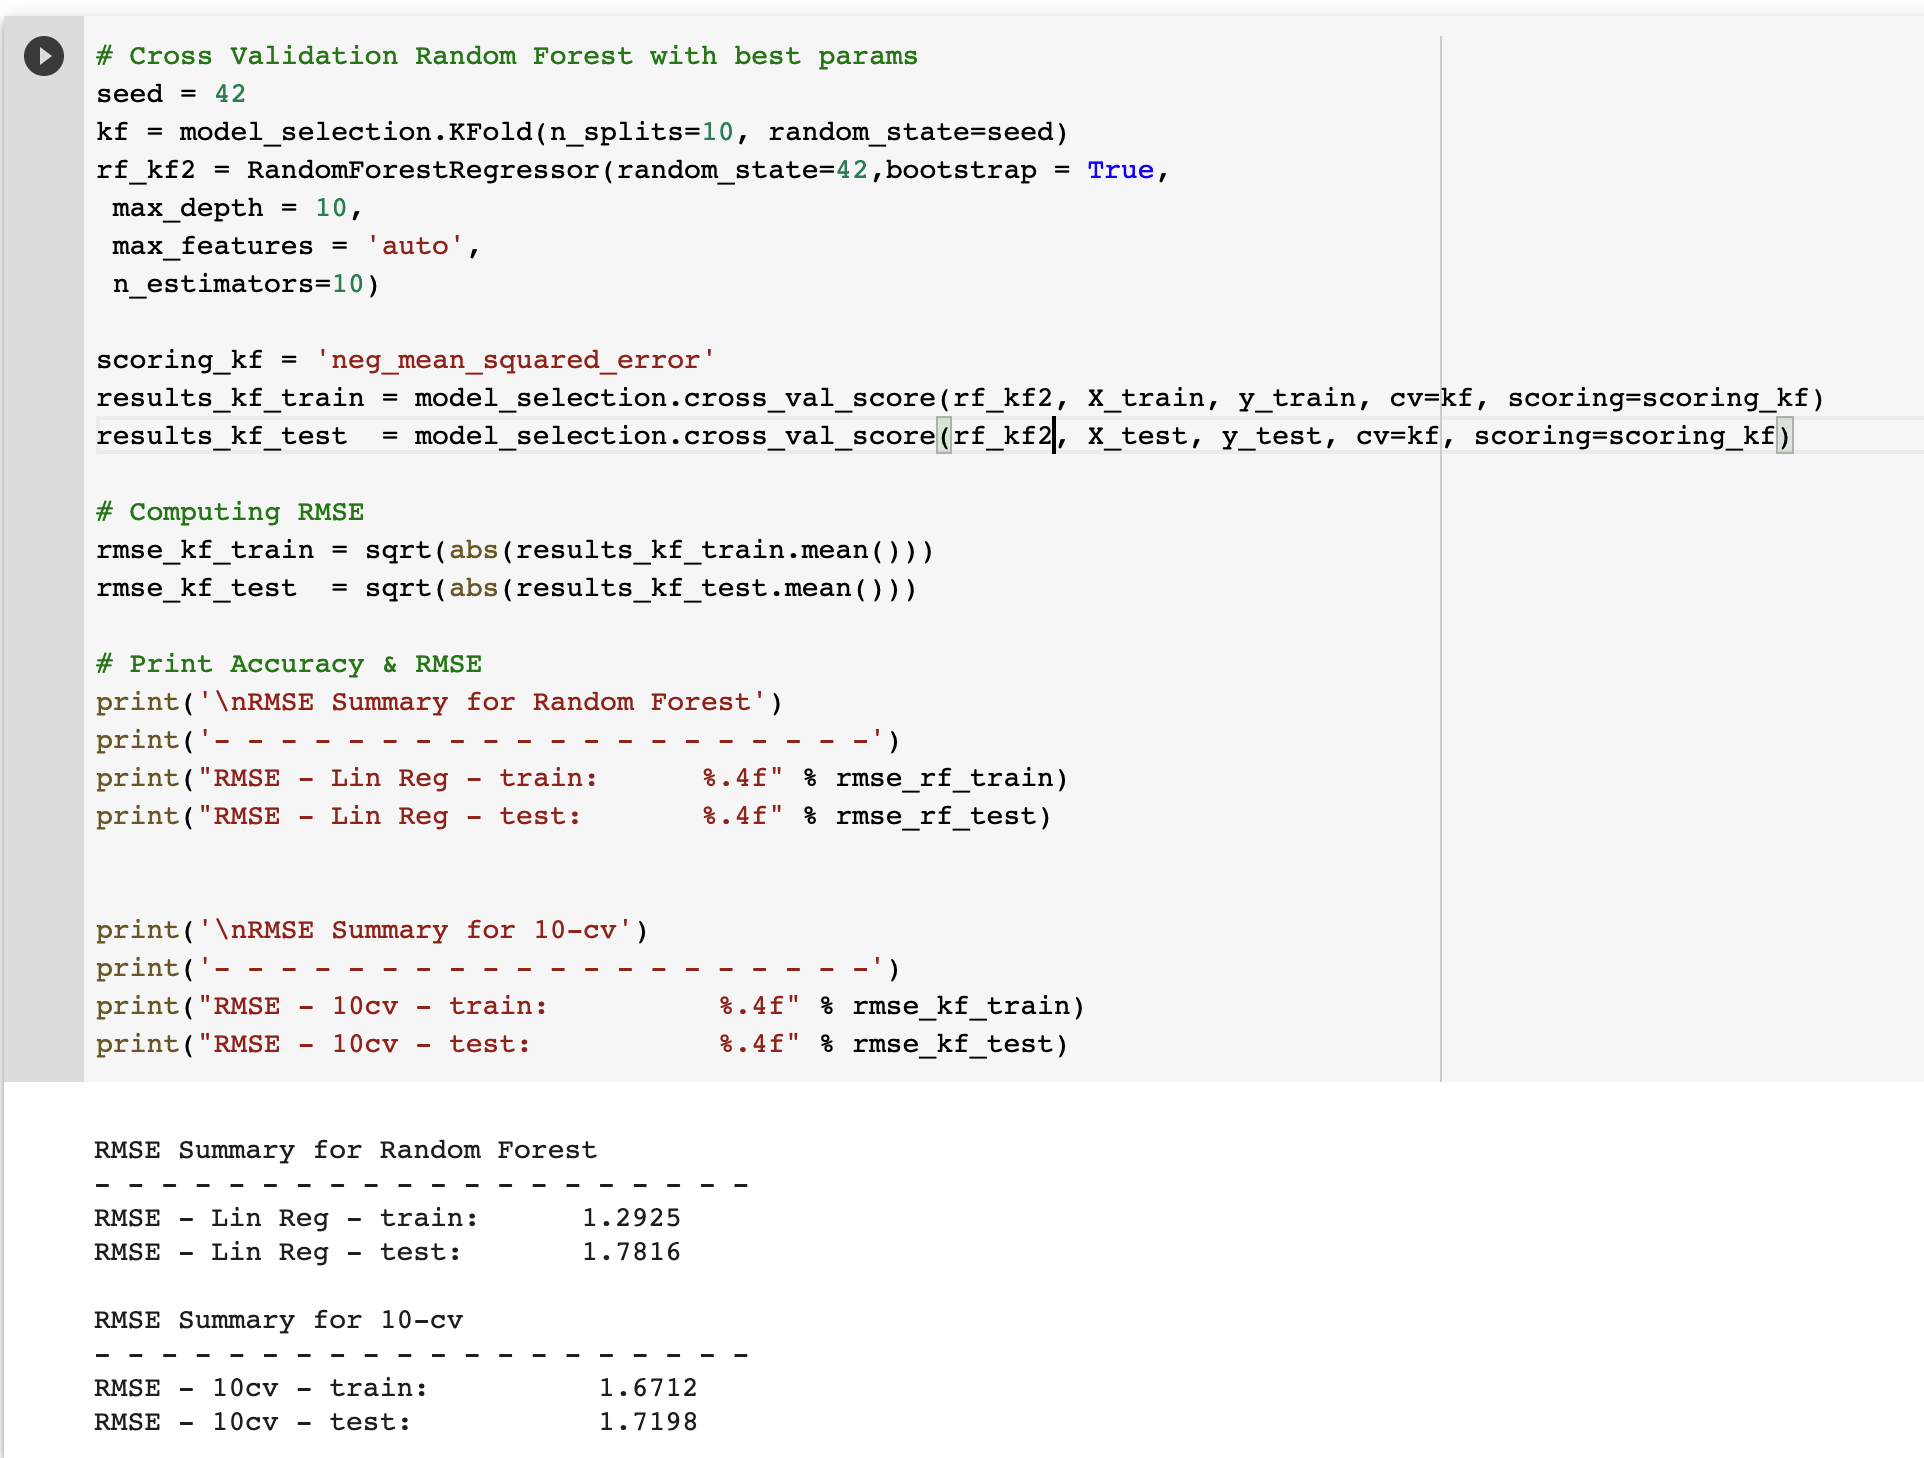 # Cross Validation Random Forest with best params
seed = 42
kf = model_selection.KFold(n_splits=10, random_state=seed)
rf_kf2 = RandomForestRegressor(random_state=42,bootstrap = True,
 max_depth = 10,
 max_features = 'auto',
 n_estimators=10)

scoring_kf = 'neg_mean_squared_error'
results_kf_train = model_selection.cross_val_score(rf_kf2, X_train, y_train, cv=kf, scoring=scoring_kf)
results_kf_test  = model_selection.cross_val_score(rf_kf2, X_test, y_test, cv=kf, scoring=scoring_kf)

# Computing RMSE
rmse_kf_train = sqrt(abs(results_kf_train.mean()))
rmse_kf_test  = sqrt(abs(results_kf_test.mean()))

# Print Accuracy & RMSE
print('\nRMSE Summary for Random Forest')
print('- - - - - - - - - - - - - - - - - - - -')
print("RMSE - Lin Reg - train:      %.4f" % rmse_rf_train)
print("RMSE - Lin Reg - test:       %.4f" % rmse_rf_test)

print('\nRMSE Summary for 10-cv')
print('- - - - - - - - - - - - - - - - - - - -')
print("RMSE - 10cv - train:          %.4f" % rmse_kf_train)
print("RMSE - 10cv - test:           %.4f" % rmse_kf_test)

RMSE Summary for Random Forest
- - - - - - - - - - - - - - - - - - - -
RMSE - Lin Reg - train:      1.2925
RMSE - Lin Reg - test:       1.7816

RMSE Summary for 10-cv
- - - - - - - - - - - - - - - - - - - -
RMSE - 10cv - train:          1.6712
RMSE - 10cv - test:           1.7198